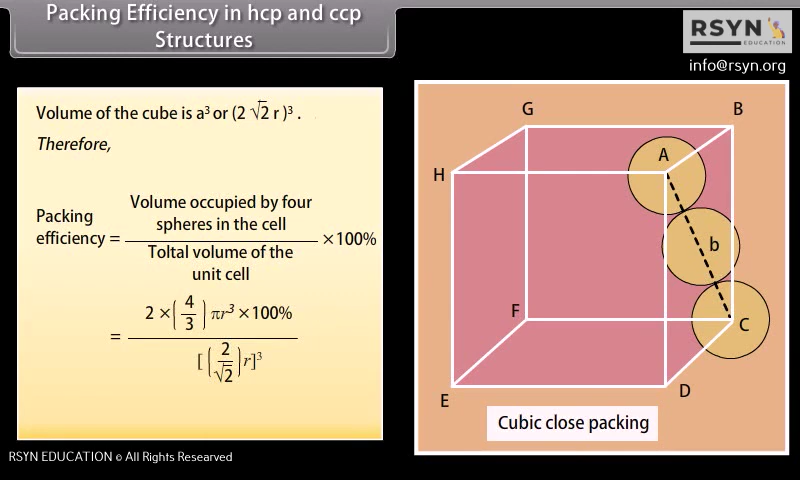 Packing Efficiency in hcp and ccp
Structures
RSYN
EDUCATION
info@rsyn.org
Volume of the cube is a³ or (2 √2 r )³ .
Therefore,
Packing efficiency = Volume occupied by four spheres in the cell / Toltal volume of the unit cell ×100%
= 2 ×(4/3) πr³ ×100% / [(2/√2)r]³
G
B
A
H
b
F
C
E
D
Cubic close packing
RSYN EDUCATION © All Rights Researved